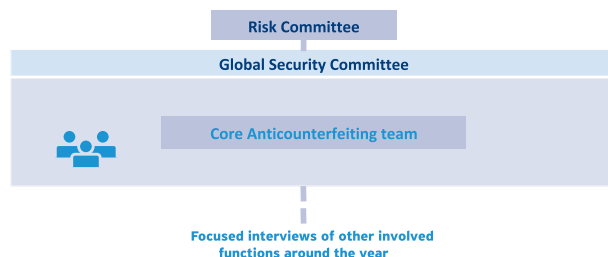 Risk Committee
Global Security Committee
Core Anticounterfeiting team
Focused interviews of other involved
functions around the year